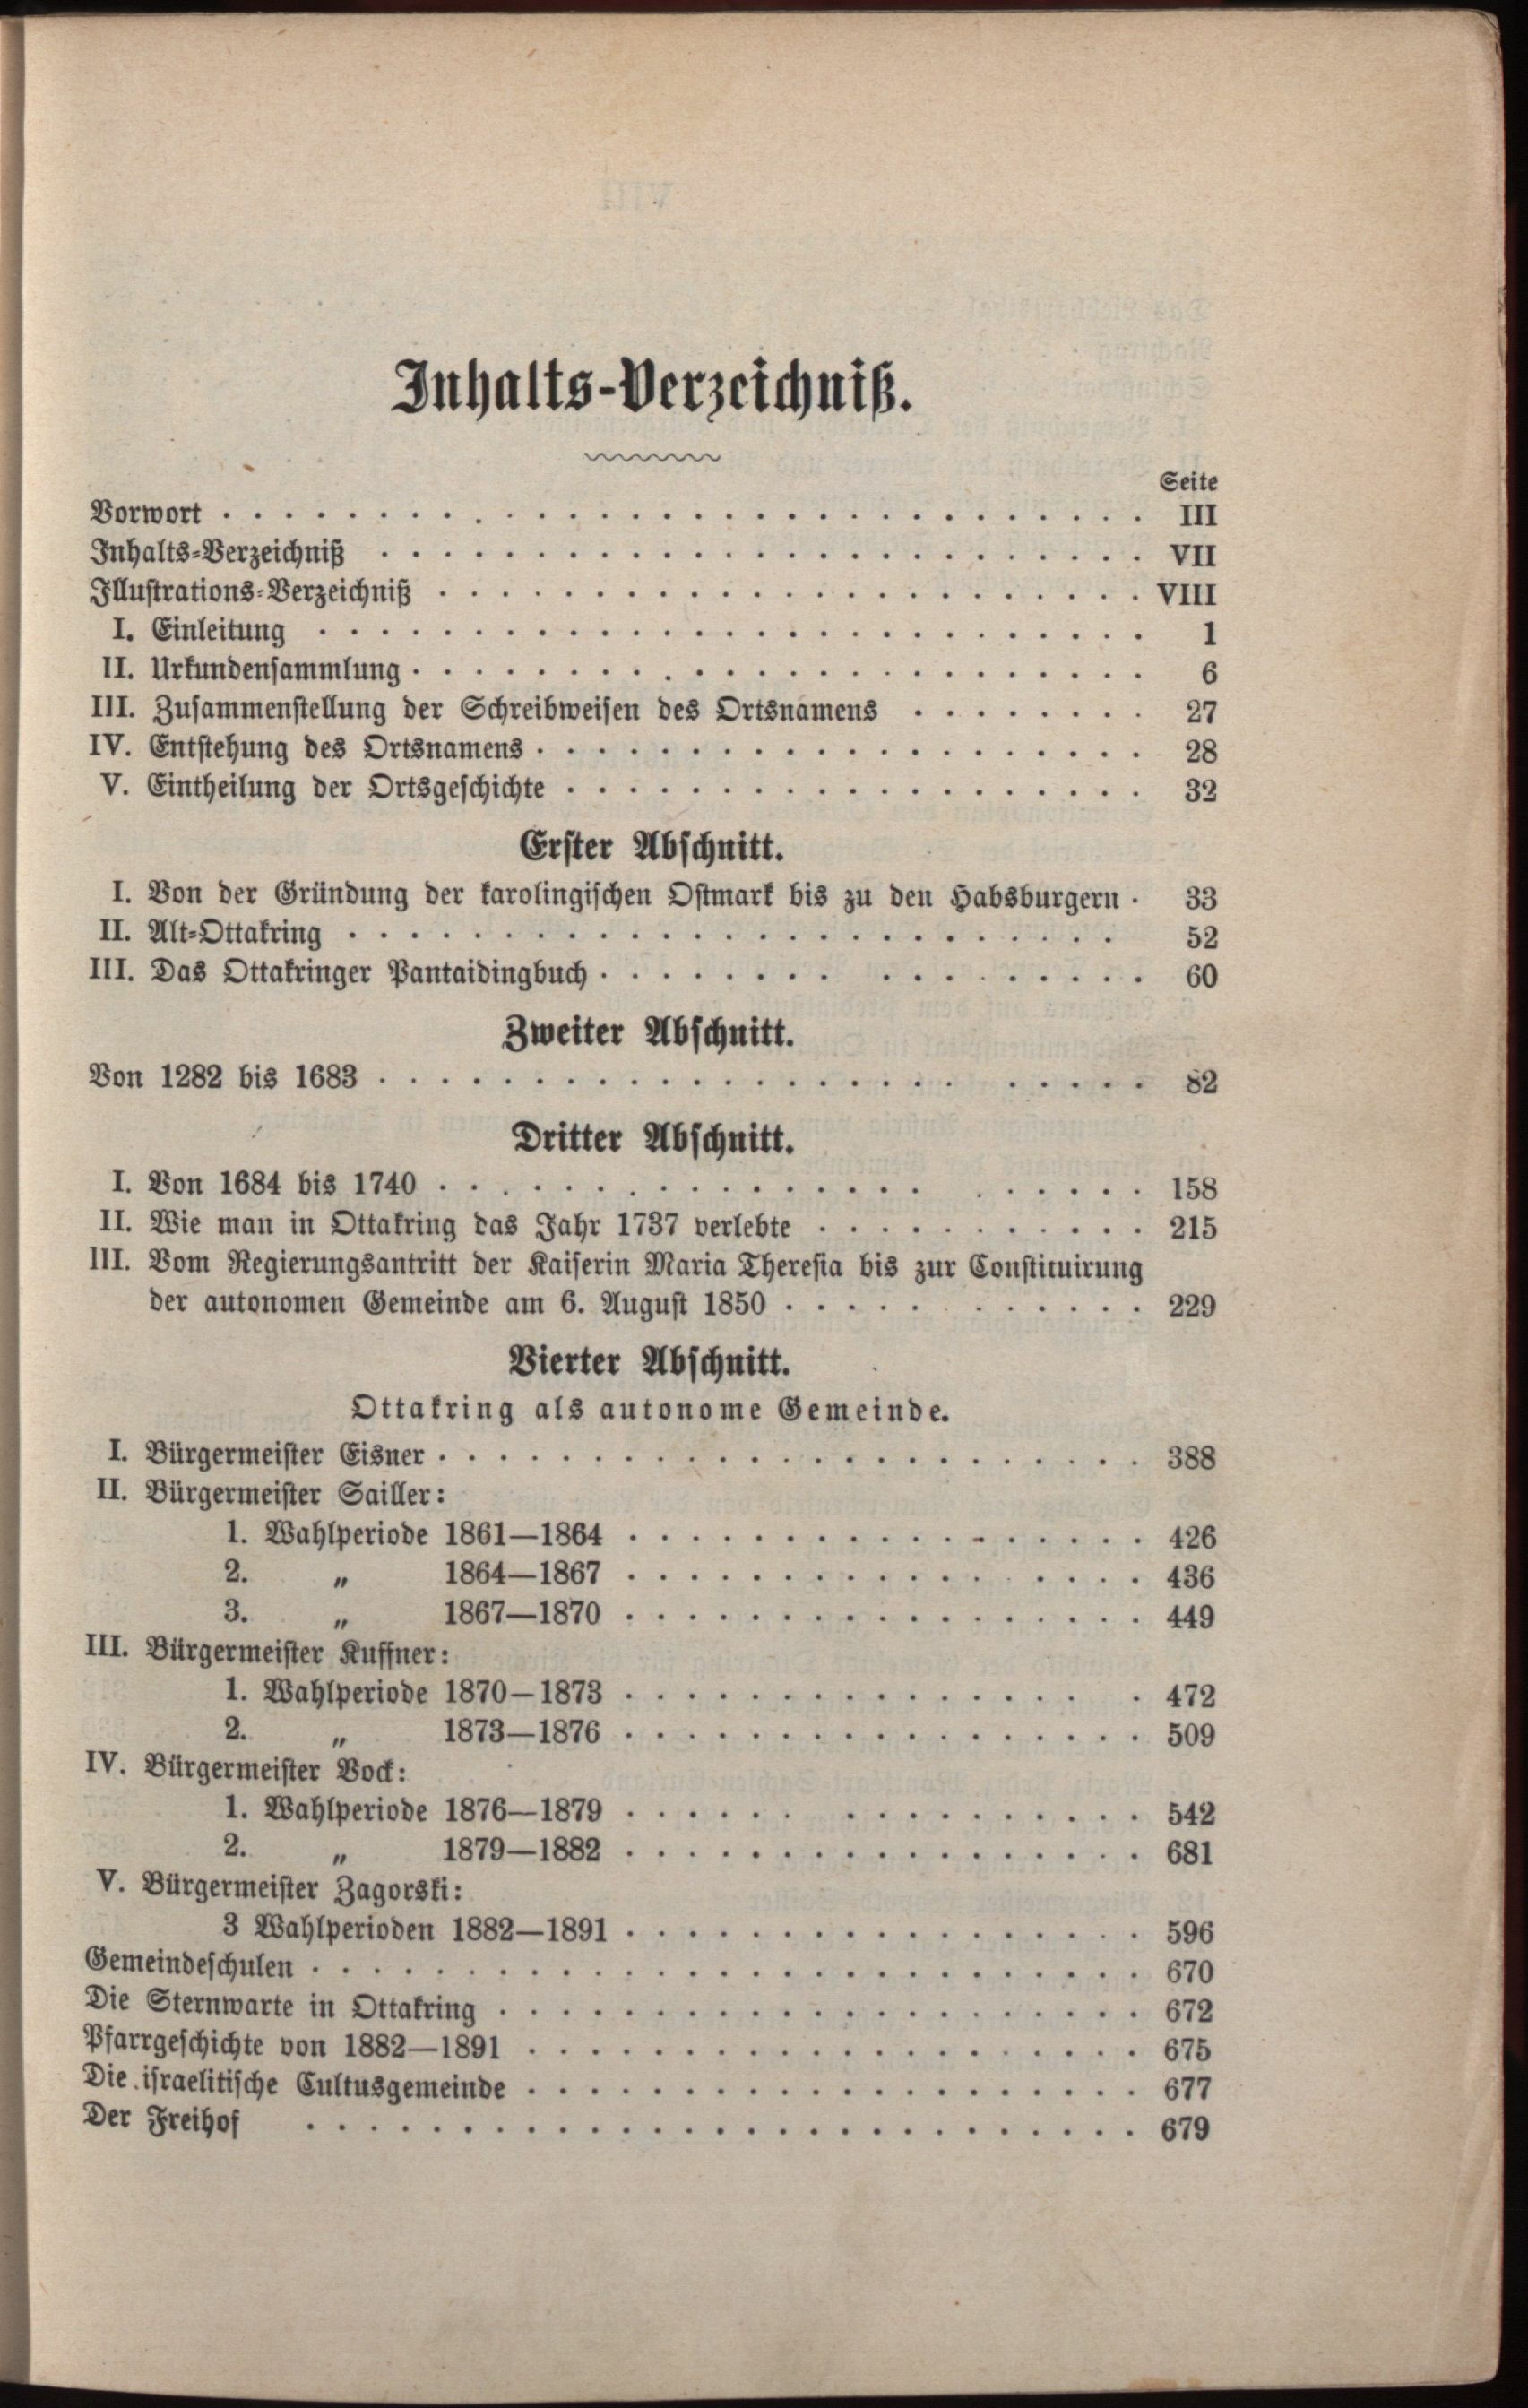 Inhalts-Verzeichniß.
Seite
Vorwort . . . . . . . . . . . . . . . . . . . . . . . . . . . . . . III
Inhalts-Verzeichniß . . . . . . . . . . . . . . . . . . . . . . . . . VII
Illustrations-Verzeichniß . . . . . . . . . . . . . . . . . . . . . . . VIII
I. Einleitung . . . . . . . . . . . . . . . . . . . . . . . . . . . 1
II. Urkundensammlung . . . . . . . . . . . . . . . . . . . . . . . . 6
III. Zusammenstellung der Schreibweisen des Ortsnamens . . . . . . . . 27
IV. Entstehung des Ortsnamens . . . . . . . . . . . . . . . . . . . . 28
V. Eintheilung der Ortsgeschichte . . . . . . . . . . . . . . . . . . . 32
Erster Abschnitt.
I. Von der Gründung der karolingischen Ostmark bis zu den Habsburgern . 33
II. Alt-Ottakring . . . . . . . . . . . . . . . . . . . . . . . . . 52
III. Das Ottakringer Pantaidingbuch . . . . . . . . . . . . . . . . . 60
Zweiter Abschnitt.
Von 1282 bis 1683 . . . . . . . . . . . . . . . . . . . . . . . . 82
Dritter Abschnitt.
I. Von 1684 bis 1740 . . . . . . . . . . . . . . . . . . . . . . 158
II. Wie man in Ottakring das Jahr 1737 verlebte . . . . . . . . . . . 215
III. Vom Regierungsantritt der Kaiserin Maria Theresia bis zur Constituirung
der autonomen Gemeinde am 6. August 1850 . . . . . . . . . . . 229
Vierter Abschnitt.
Ottakring als autonome Gemeinde.
I. Bürgermeister Eisner . . . . . . . . . . . . . . . . . . . . . . . 388
II. Bürgermeister Sailler:
1. Wahlperiode 1861—1864 . . . . . . . . . . . . . . . . . 426
2. „ 1864—1867 . . . . . . . . . . . . . . . . 436
3. „ 1867—1870 . . . . . . . . . . . . . . . . . 449
III. Bürgermeister Kuffner:
1. Wahlperiode 1870—1873 . . . . . . . . . . . . . . . . 472
2. „ 1873—1876 . . . . . . . . . . . . . . . . . 509
IV. Bürgermeister Vock:
1. Wahlperiode 1876—1879 . . . . . . . . . . . . . . . . 542
2. „ 1879—1882 . . . . . . . . . . . . . . . . . 681
V. Bürgermeister Zagorski:
3 Wahlperioden 1882—1891 . . . . . . . . . . . . . . . . . 596
Gemeindeschulen . . . . . . . . . . . . . . . . . . . . . . . . . . . 670
Die Sternwarte in Ottakring . . . . . . . . . . . . . . . . . . . . . 672
Pfarrgeschichte von 1882—1891 . . . . . . . . . . . . . . . . . . . . 675
Die israelitische Cultusgemeinde . . . . . . . . . . . . . . . . . . . . 677
Der Freihof . . . . . . . . . . . . . . . . . . . . . . . . . . . 679